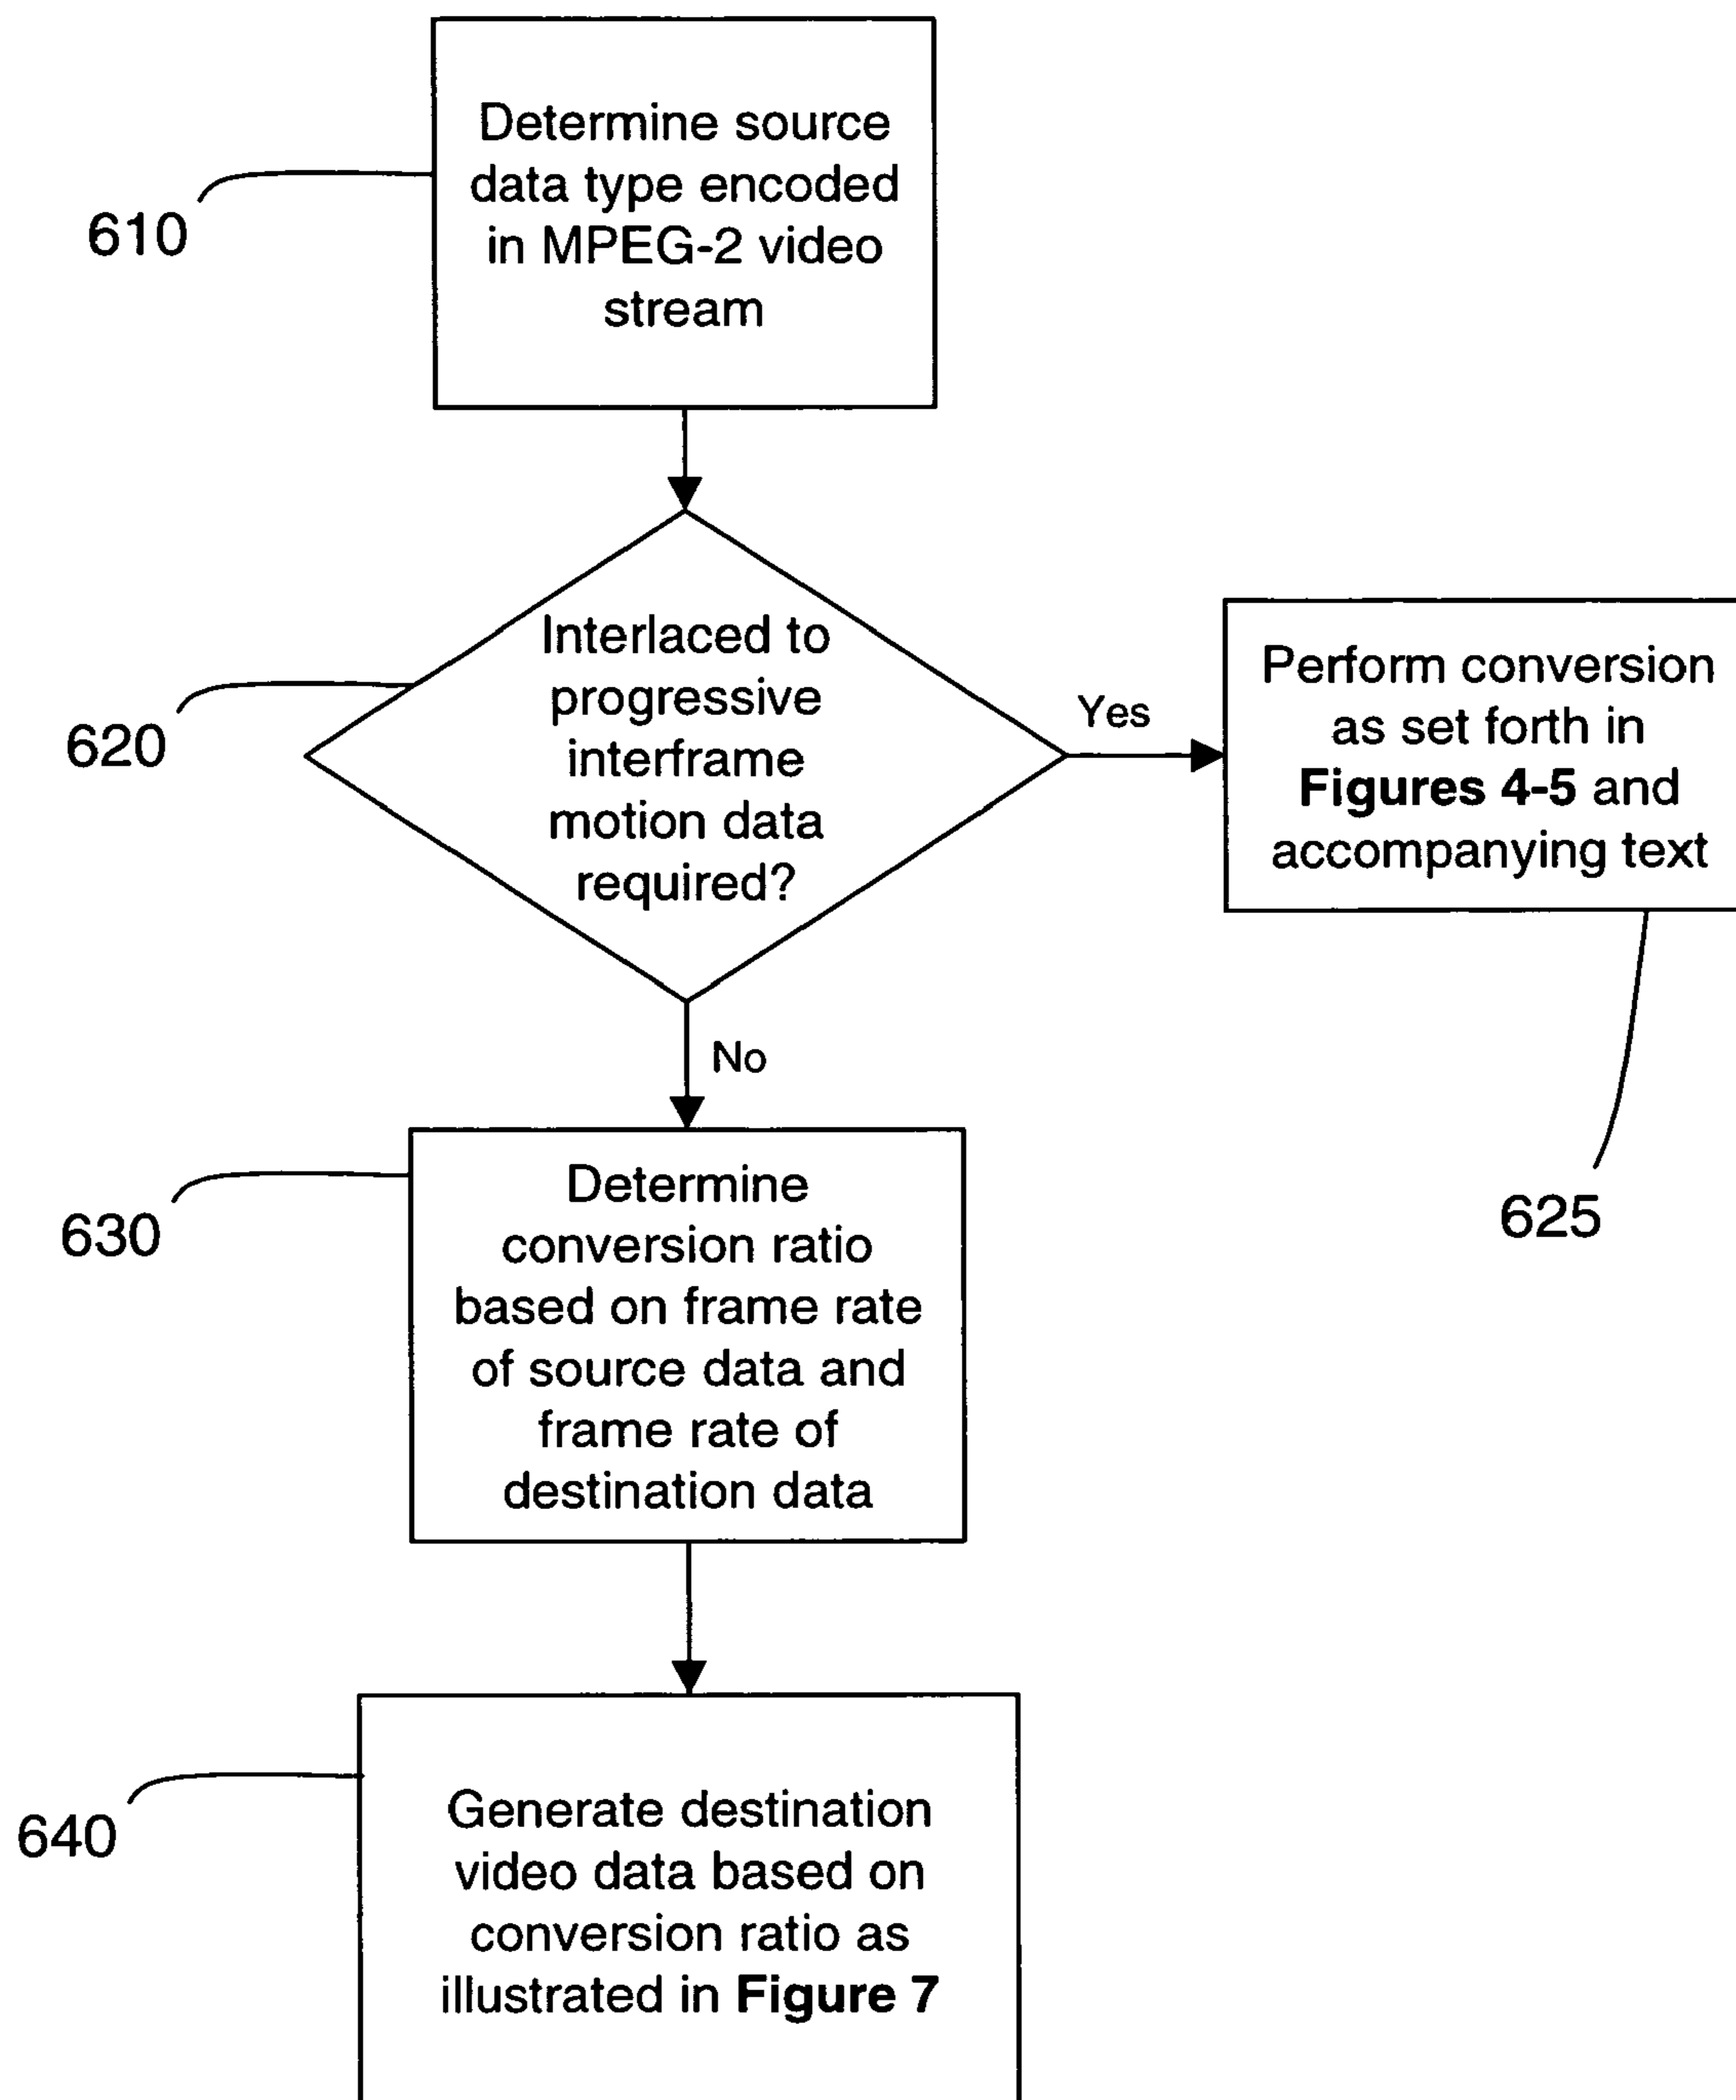 Determine source
data type encoded
in MPEG-2 video
stream
610
Interlaced to
progressive
interframe
motion data
required?
620
Yes
Perform conversion
as set forth in
Figures 4-5 and
accompanying text
625
No
Determine
conversion ratio
based on frame rate
of source data and
frame rate of
destination data
630
Generate destination
video data based on
conversion ratio as
illustrated in Figure 7
640